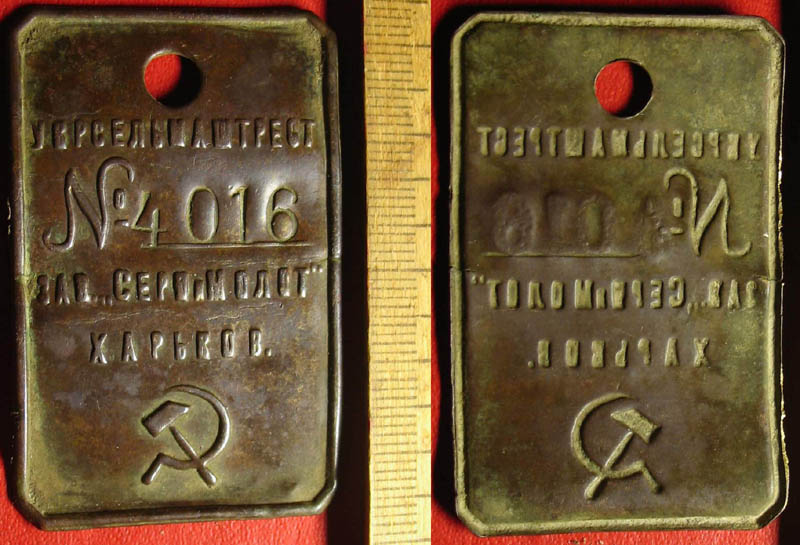 УКРСЕЛЬМАШТРЕСТ
№4016
ЗАВ. „СЕРПиМОЛОТ"
ХАРЬКОВ.